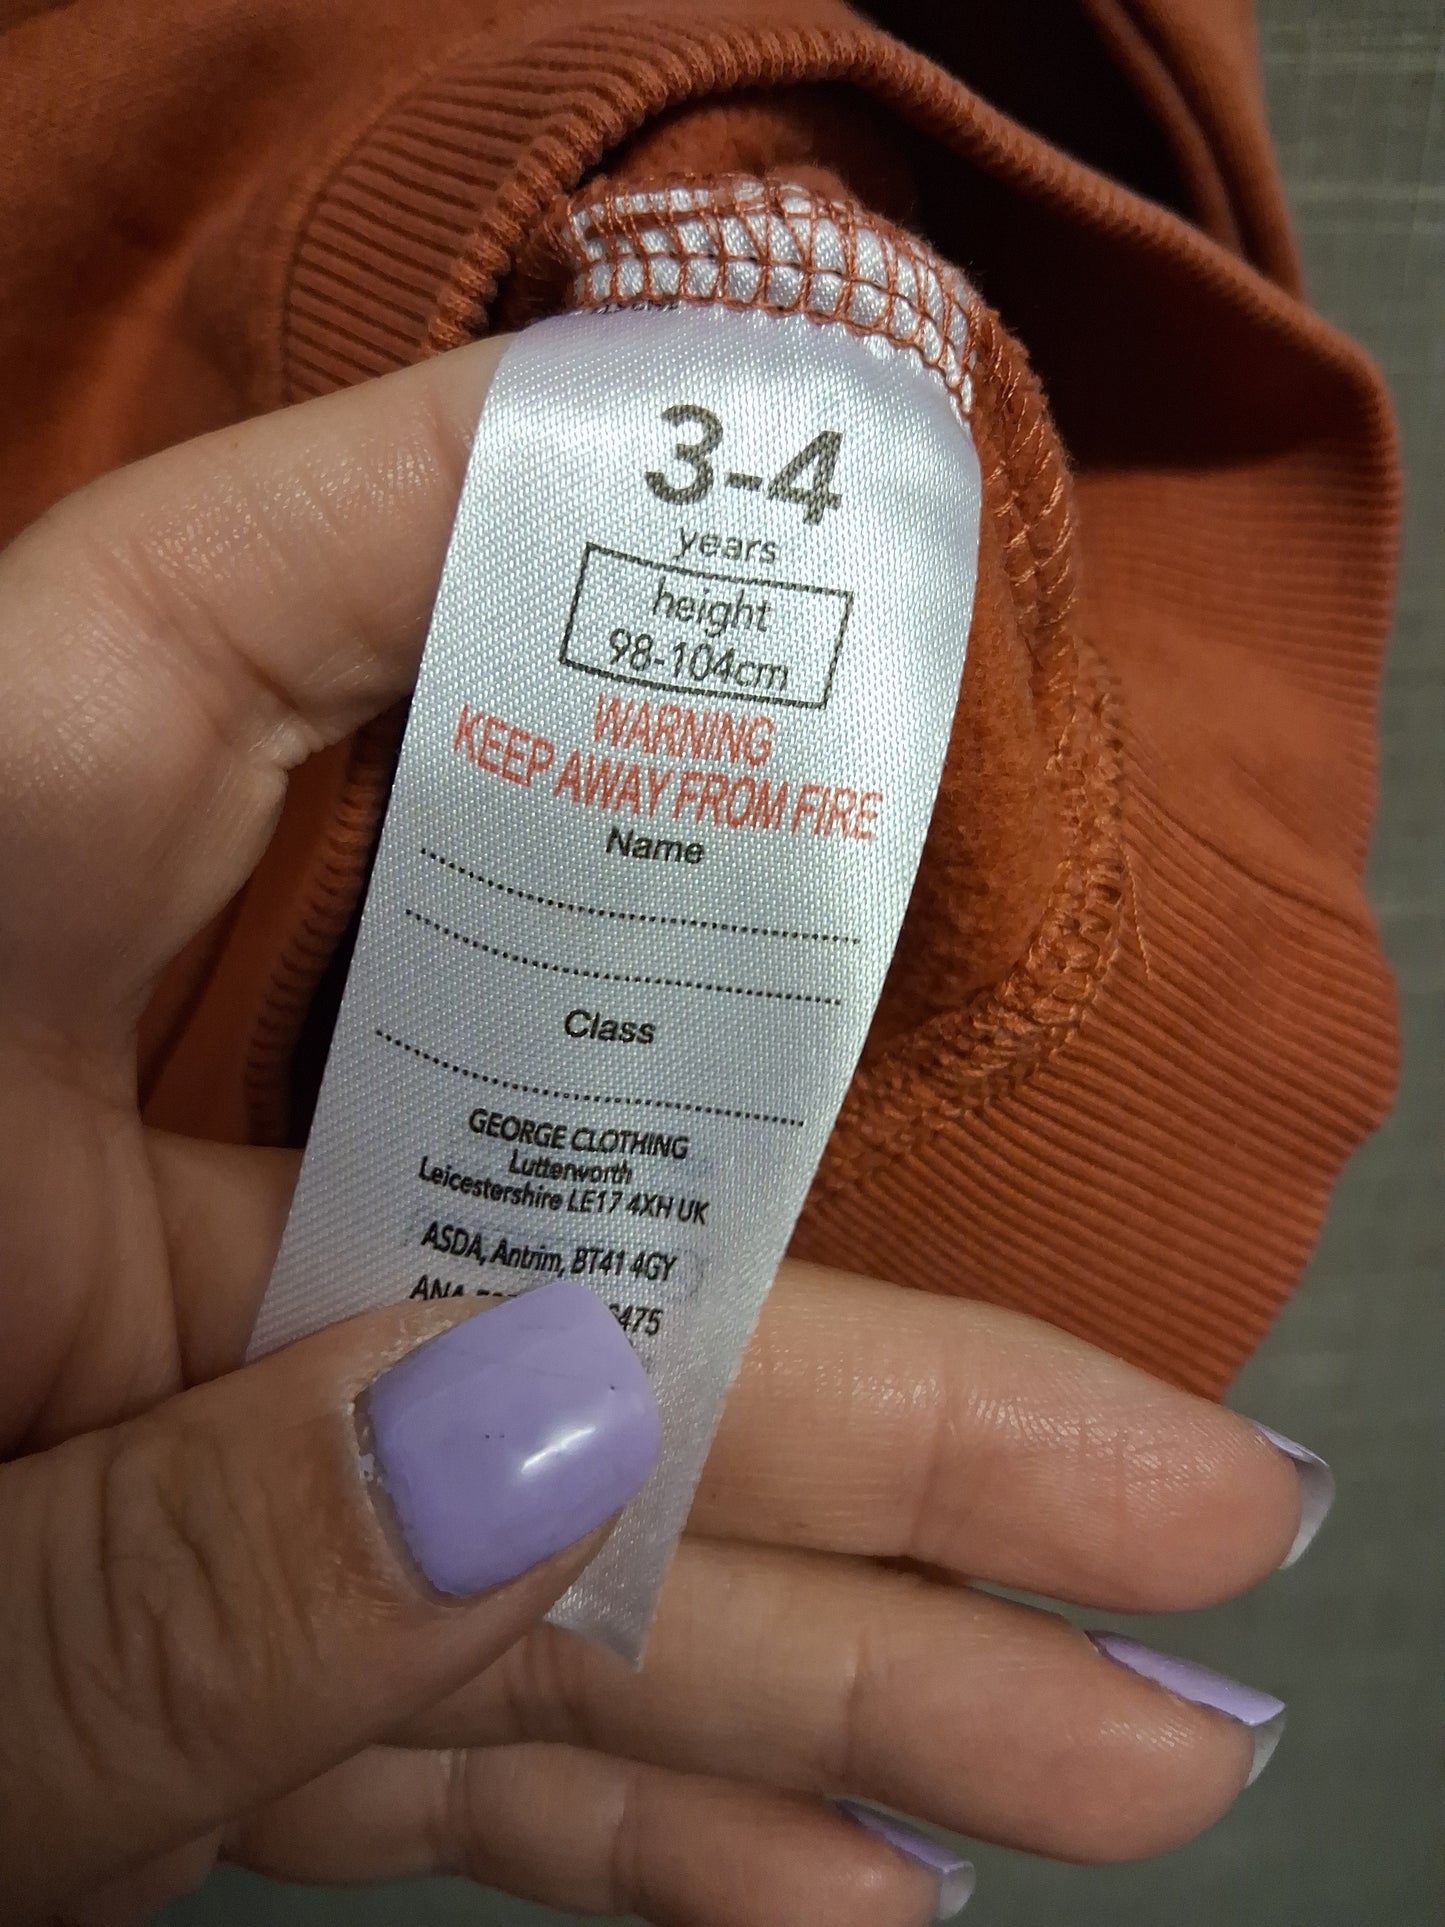 3-4
years
height
98-104cm
WARNING
KEEP AWAY FROM FIRE
Name
Class
GEORGE CLOTHING
Lutterworth
Leicestershire LE17 4XH UK
ASDA, Antrim, BT41 4GY
ANA